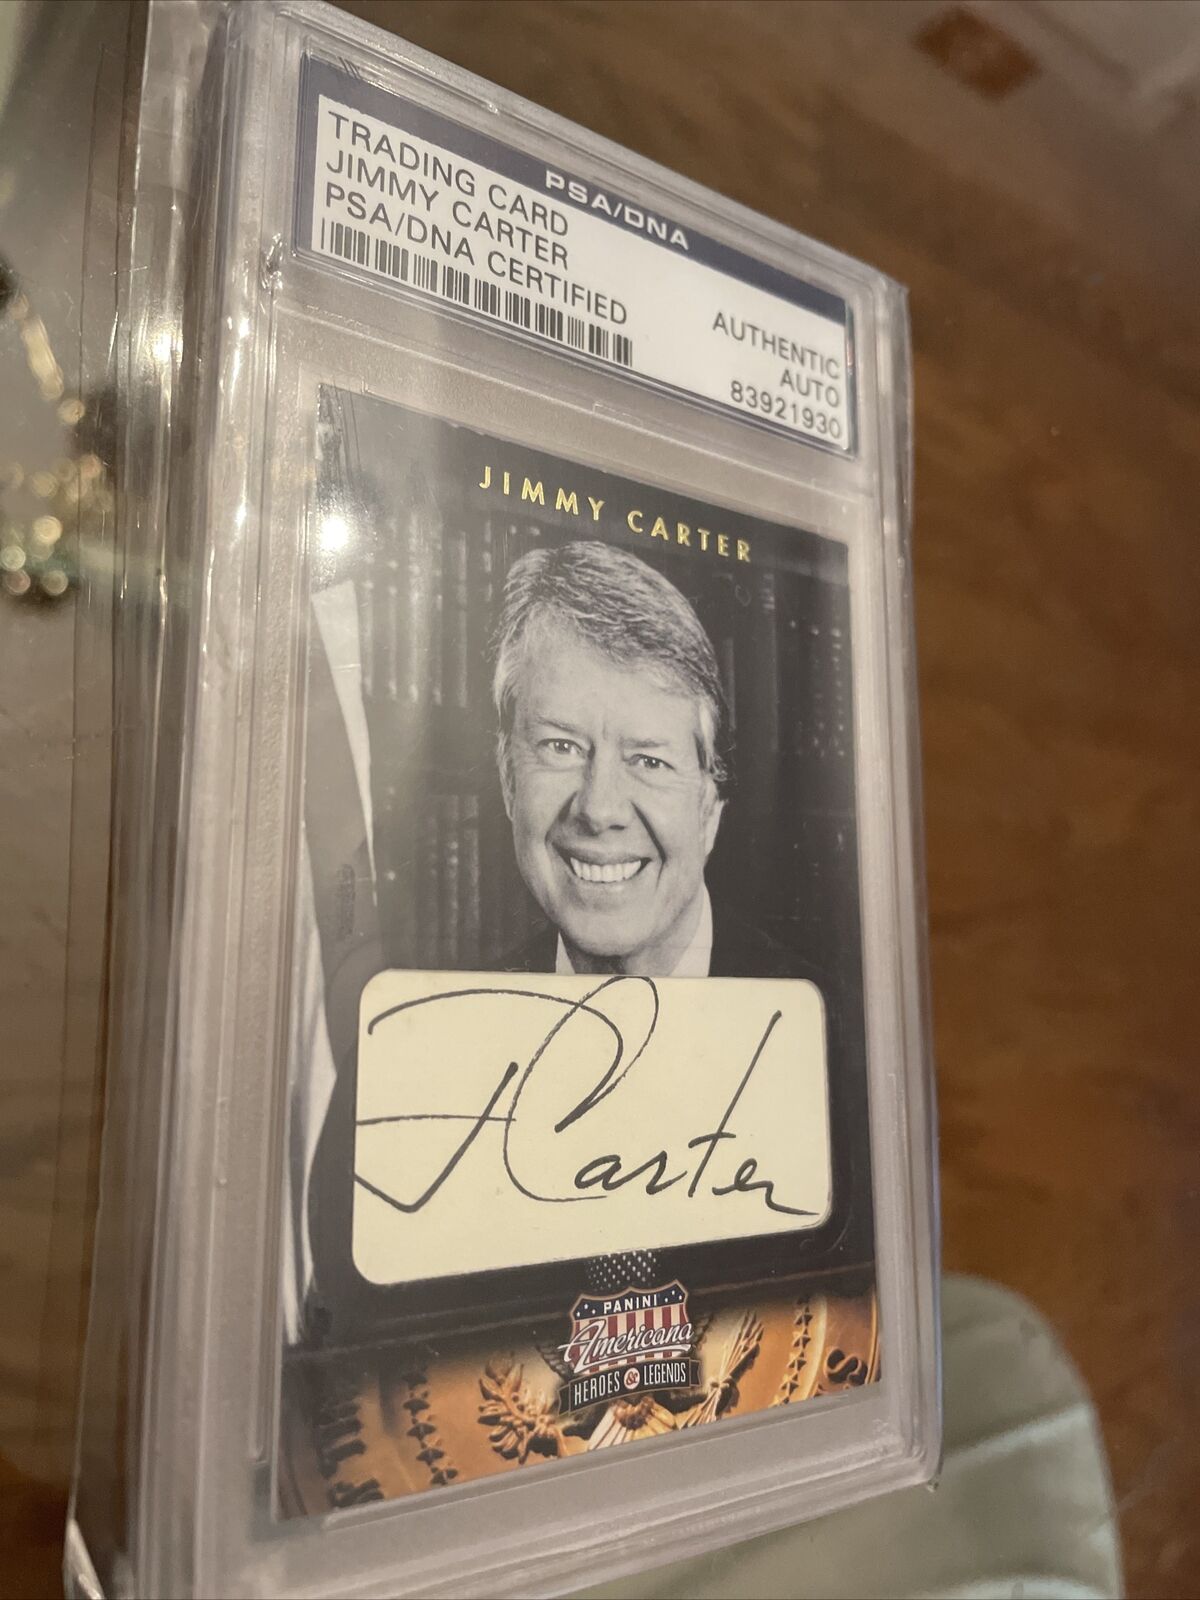 PSA/DNA
TRADING CARD
JIMMY CARTER
PSA/DNA CERTIFIED
AUTHENTIC
AUTO
83921930
JIMMY CARTER
J Carter
PANINI
Americana
HEROES & LEGENDS